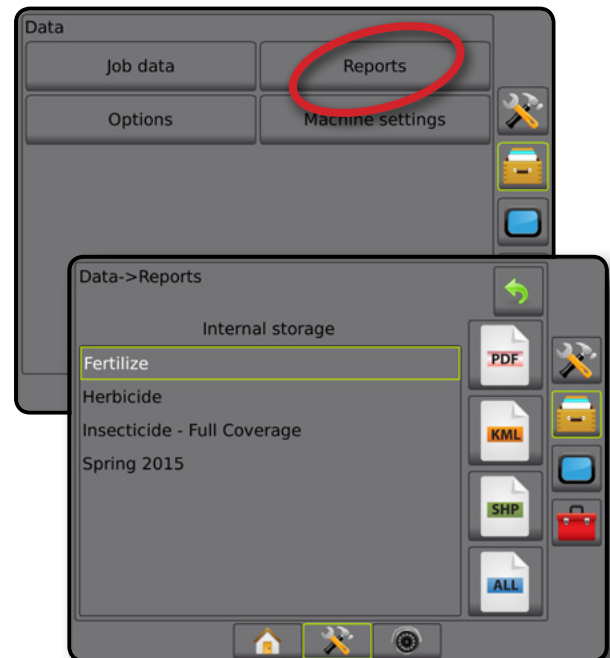 Data
Job data Reports
Options Machine settings
Data->Reports
Internal storage
Fertilize
Herbicide
Insecticide - Full Coverage
Spring 2015
PDF
KML
SHP
ALL